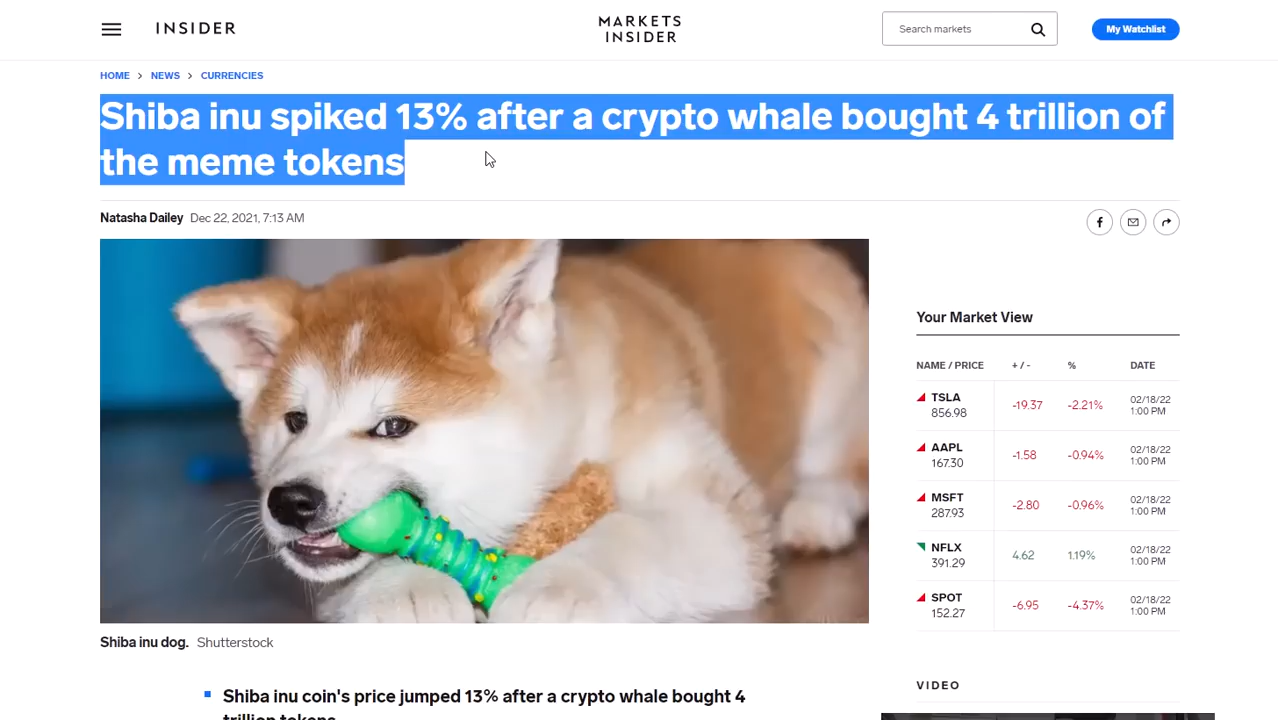 INSIDER
MARKETS
INSIDER
Search markets
My Watchlist
HOME > NEWS > CURRENCIES
Shiba inu spiked 13% after a crypto whale bought 4 trillion of
the meme tokens
Natasha Dailey Dec 22, 2021, 7:13 AM
Shiba inu dog. Shutterstock
Shiba inu coin's price jumped 13% after a crypto whale bought 4
trillion tokens
Your Market View
NAME / PRICE + / - % DATE
TSLA
856.98 -19.37 -2.21% 02/18/22
1:00 PM
AAPL
167.30 -1.58 -0.94% 02/18/22
1:00 PM
MSFT
287.93 -2.80 -0.96% 02/18/22
1:00 PM
NFLX
391.29 4.62 1.19% 02/18/22
1:00 PM
SPOT
152.27 -6.95 -4.37% 02/18/22
1:00 PM
VIDEO